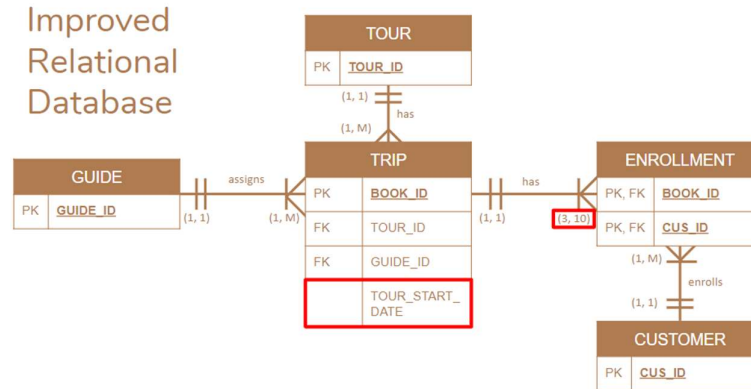 Improved
Relational
Database
TOUR
PK TOUR_ID
(1, 1)
has
(1, M)
GUIDE
PK GUIDE_ID
(1, 1)
assigns
(1, M)
TRIP
PK BOOK_ID
FK TOUR_ID
FK GUIDE_ID
TOUR_START_
DATE
(1, 1)
has
(3, 10)
ENROLLMENT
PK, FK BOOK_ID
PK, FK CUS_ID
(1, M)
enrolls
(1, 1)
CUSTOMER
PK CUS_ID